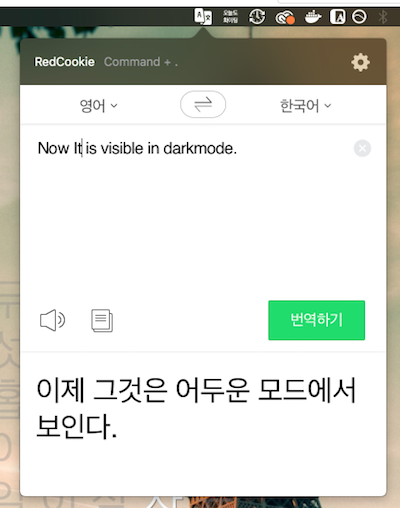 오늘도
화이팅
RedCookie Command + .
영어 한국어
Now It is visible in darkmode.
번역하기
이제 그것은 어두운 모드에서
보인다.